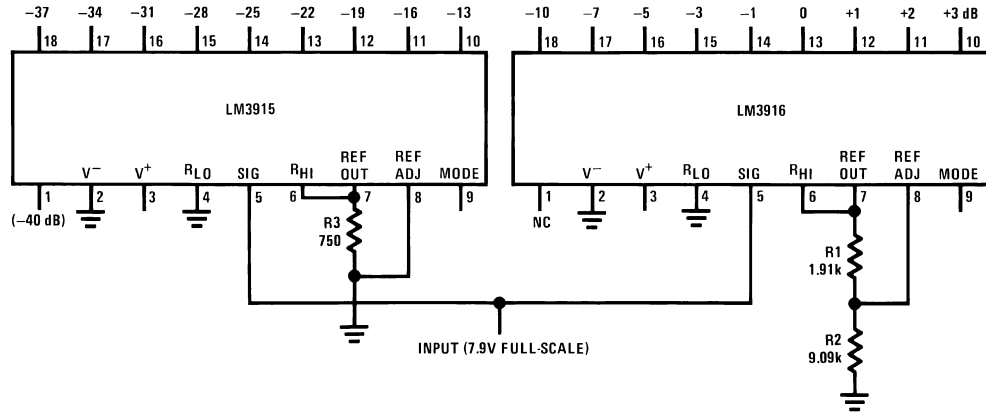 −37 −34 −31 −28 −25 −22 −19 −16 −13 −10 −7 −5 −3 −1 0 +1 +2 +3 dB
18 17 16 15 14 13 12 11 10 18 17 16 15 14 13 12 11 10
LM3915 LM3916
V− V+ RLO SIG RHI REF OUT REF ADJ MODE V− V+ RLO SIG RHI REF OUT REF ADJ MODE
1 2 3 4 5 6 7 8 9 1 2 3 4 5 6 7 8 9
(−40 dB) NC
R3
750
R1
1.91k
INPUT (7.9V FULL-SCALE)
R2
9.09k